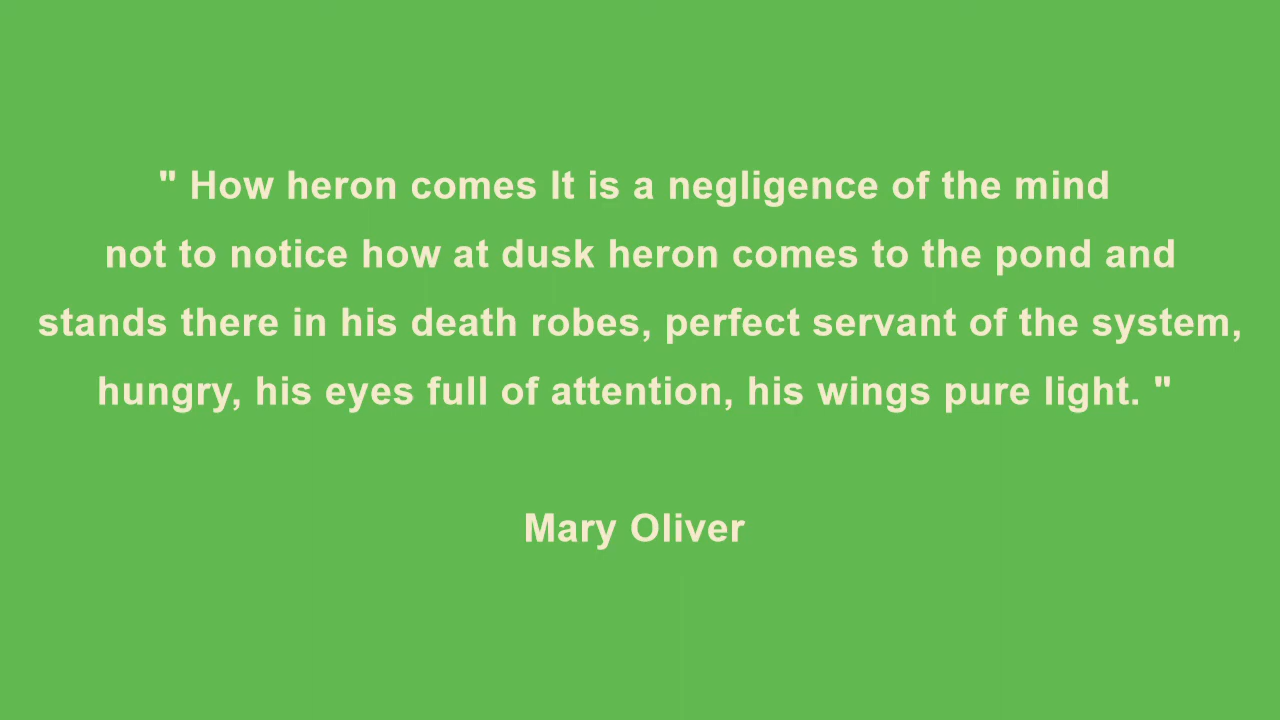 " How heron comes It is a negligence of the mind
not to notice how at dusk heron comes to the pond and
stands there in his death robes, perfect servant of the system,
hungry, his eyes full of attention, his wings pure light. "
Mary Oliver